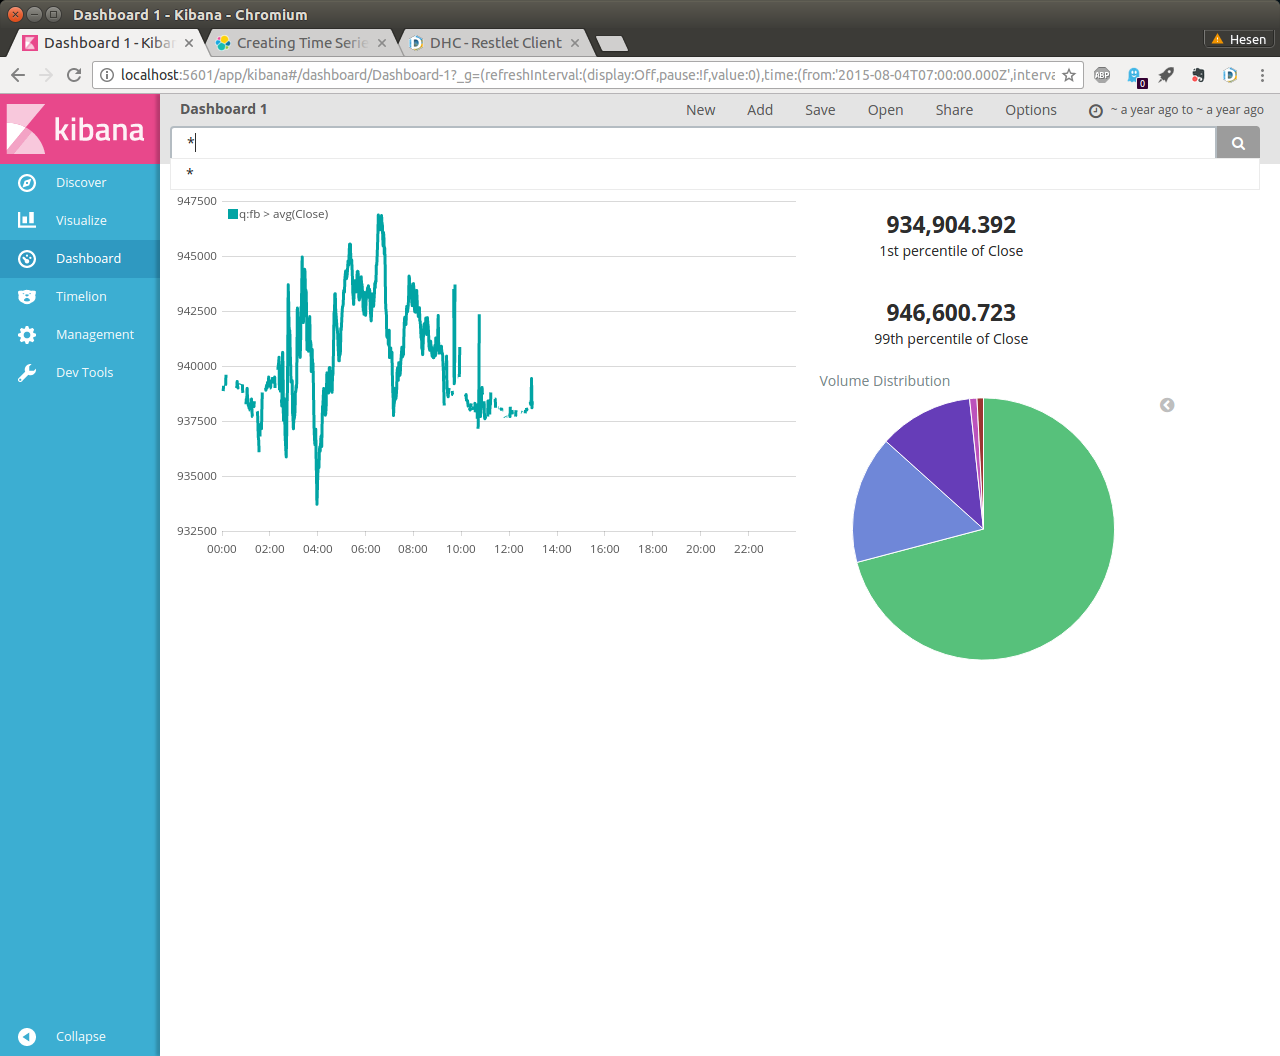 Dashboard 1 - Kibana - Chromium
Dashboard 1 - Kiban
Creating Time Serie
DHC - Restlet Client
Hesen
localhost:5601/app/kibana#/dashboard/Dashboard-1?_g=(refreshInterval:(display:Off,pause:!f,value:0),time:(from:'2015-08-04T07:00:00.000Z',interva
ABP
0
kibana
Dashboard 1
New
Add
Save
Open
Share
Options
~ a year ago to ~ a year ago
*
*
Discover
Visualize
Dashboard
Timelion
Management
Dev Tools
Collapse
q:fb > avg(Close)
947500
945000
942500
940000
937500
935000
932500
00:00 02:00 04:00 06:00 08:00 10:00 12:00 14:00 16:00 18:00 20:00 22:00
934,904.392
1st percentile of Close
946,600.723
99th percentile of Close
Volume Distribution